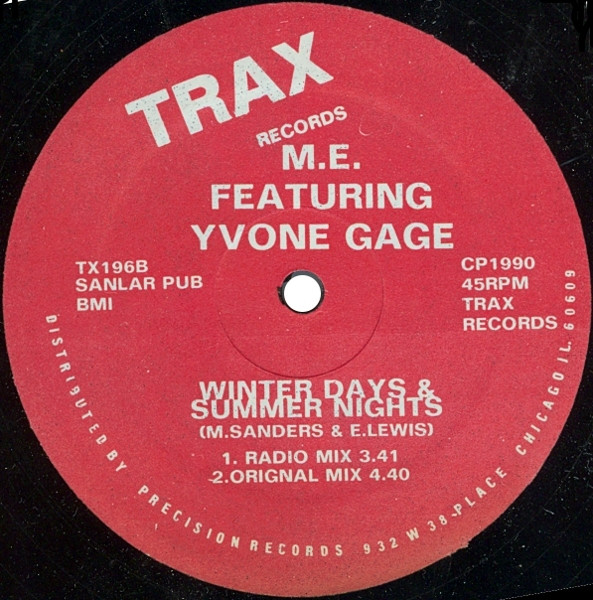 TRAX
RECORDS
M.E.
FEATURING
YVONE GAGE
TX196B
SANLAR PUB
BMI
CP1990
45RPM
TRAX
RECORDS
WINTER DAYS &
SUMMER NIGHTS
(M.SANDERS & E.LEWIS)
1. RADIO MIX 3.41
2.ORIGNAL MIX 4.40
DISTRIBUTED BY PRECISION RECORDS 932 W 38-PLACE CHICAGO IL. 60609